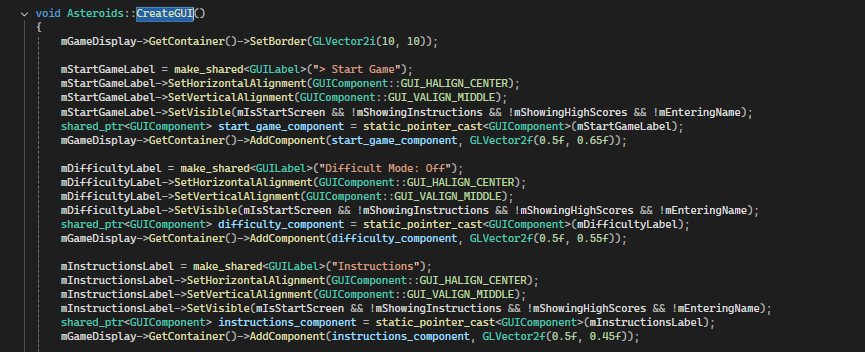 void Asteroids::CreateGUI()
{
mGameDisplay->GetContainer()->SetBorder(GLVector2i(10, 10));
mStartGameLabel = make_shared<GUILabel>("> Start Game");
mStartGameLabel->SetHorizontalAlignment(GUIComponent::GUI_HALIGN_CENTER);
mStartGameLabel->SetVerticalAlignment(GUIComponent::GUI_VALIGN_MIDDLE);
mStartGameLabel->SetVisible(mIsStartScreen && !mShowingInstructions && !mShowingHighScores && !mEnteringName);
shared_ptr<GUIComponent> start_game_component = static_pointer_cast<GUIComponent>(mStartGameLabel);
mGameDisplay->GetContainer()->AddComponent(start_game_component, GLVector2f(0.5f, 0.65f));
mDifficultyLabel = make_shared<GUILabel>("Difficult Mode: Off");
mDifficultyLabel->SetHorizontalAlignment(GUIComponent::GUI_HALIGN_CENTER);
mDifficultyLabel->SetVerticalAlignment(GUIComponent::GUI_VALIGN_MIDDLE);
mDifficultyLabel->SetVisible(mIsStartScreen && !mShowingInstructions && !mShowingHighScores && !mEnteringName);
shared_ptr<GUIComponent> difficulty_component = static_pointer_cast<GUIComponent>(mDifficultyLabel);
mGameDisplay->GetContainer()->AddComponent(difficulty_component, GLVector2f(0.5f, 0.55f));
mInstructionsLabel = make_shared<GUILabel>("Instructions");
mInstructionsLabel->SetHorizontalAlignment(GUIComponent::GUI_HALIGN_CENTER);
mInstructionsLabel->SetVerticalAlignment(GUIComponent::GUI_VALIGN_MIDDLE);
mInstructionsLabel->SetVisible(mIsStartScreen && !mShowingInstructions && !mShowingHighScores && !mEnteringName);
shared_ptr<GUIComponent> instructions_component = static_pointer_cast<GUIComponent>(mInstructionsLabel);
mGameDisplay->GetContainer()->AddComponent(instructions_component, GLVector2f(0.5f, 0.45f));